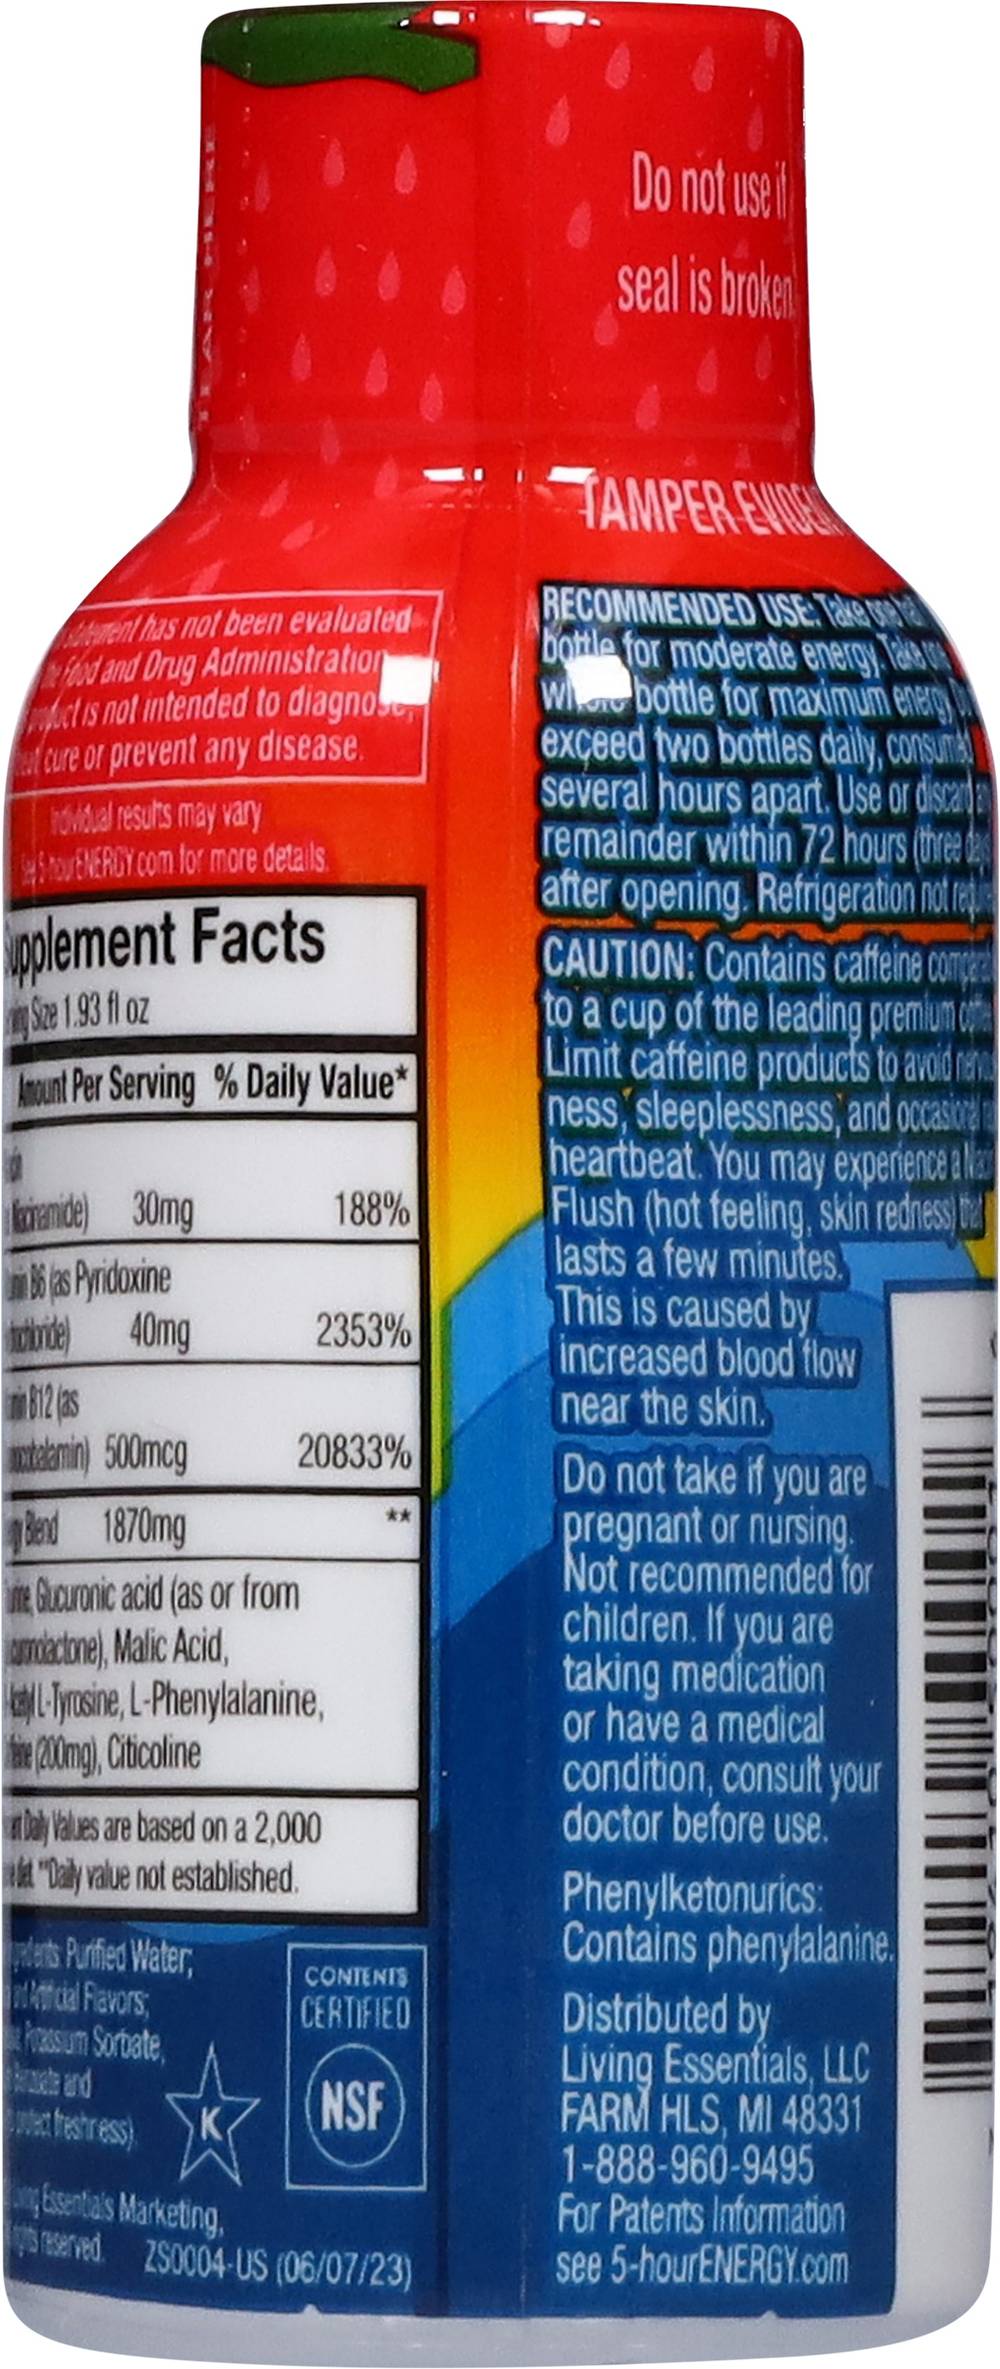 Do not use if
seal is broken.
TAMPER EVIDENT
has not been evaluated
Food and Drug Administration
is not intended to diagnose,
cure or prevent any disease.
Individual results may vary
See 5-hourENERGY.com for more details.
Supplement Facts
Size 1.93 fl oz
Amount Per Serving % Daily Value*
Niacinamide) 30mg 188%
B6 (as Pyridoxine
40mg 2353%
B12 (as
500mcg 20833%
Blend 1870mg **
Glucuronic acid (as or from
Malic Acid,
L-Tyrosine, L-Phenylalanine,
(200mg), Citicoline
Daily Values are based on a 2,000
diet. **Daily value not established.
Purified Water;
and Artificial Flavors;
Potassium Sorbate,
and
protect freshness).
K
CONTENTS
CERTIFIED
NSF
Living Essentials Marketing,
rights reserved.
ZS0004-US (06/07/23)
RECOMMENDED USE: Take one
bottle for moderate energy. Take
whole bottle for maximum energy.
exceed two bottles daily, consumed
several hours apart. Use or discard
remainder within 72 hours (three
after opening. Refrigeration not
CAUTION: Contains caffeine
to a cup of the leading premium
Limit caffeine products to avoid
ness, sleeplessness, and occasional
heartbeat. You may experience a
Flush (hot feeling, skin redness) that
lasts a few minutes.
This is caused by
increased blood flow
near the skin.
Do not take if you are
pregnant or nursing.
Not recommended for
children. If you are
taking medication
or have a medical
condition, consult your
doctor before use.
Phenylketonurics:
Contains phenylalanine.
Distributed by
Living Essentials, LLC
FARM HLS, MI 48331
1-888-960-9495
For Patents Information
see 5-hourENERGY.com